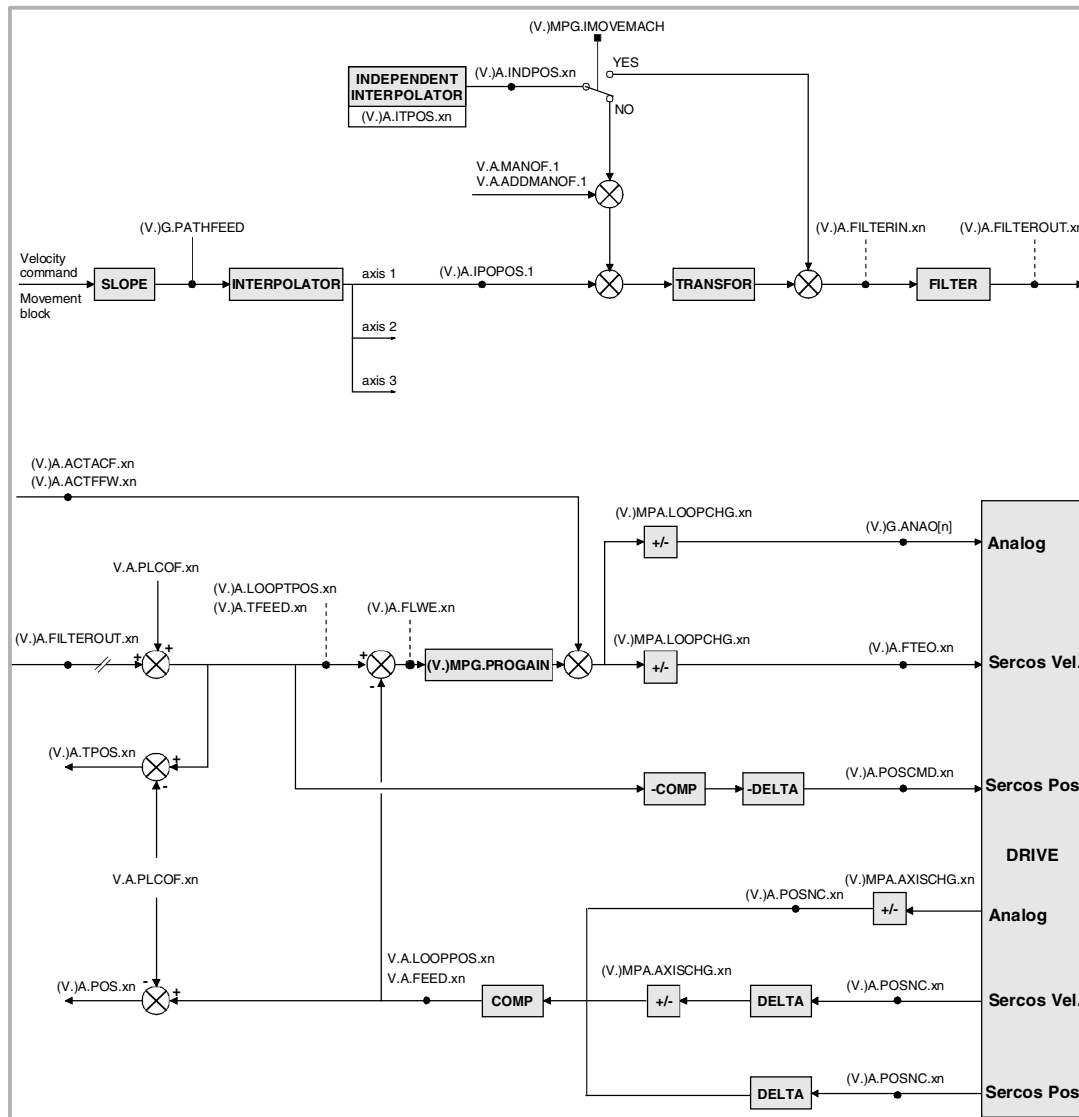 (V.)MPG.IMOVEMACH
YES
INDEPENDENT
INTERPOLATOR
(V.)A.INDPOS.xn
(V.)A.ITPOS.xn
NO
V.A.MANOF.1
V.A.ADDMANOF.1
(V.)G.PATHFEED
(V.)A.FILTERIN.xn
(V.)A.FILTEROUT.xn
Velocity
command
SLOPE
INTERPOLATOR
axis 1
(V.)A.IPOPOS.1
TRANSFOR
FILTER
Movement
block
axis 2
axis 3
(V.)A.ACTACF.xn
(V.)A.ACTFFW.xn
(V.)MPA.LOOPCHG.xn
(V.)G.ANAO[n]
+/-
Analog
V.A.PLCOF.xn
(V.)A.LOOPTPOS.xn
(V.)A.TFEED.xn
(V.)A.FLWE.xn
(V.)MPA.LOOPCHG.xn
(V.)A.FTEO.xn
(V.)A.FILTEROUT.xn
+
+
+
+
-
(V.)MPG.PROGAIN
+/-
Sercos Vel.
(V.)A.TPOS.xn
+
-
-COMP
-DELTA
(V.)A.POSCMD.xn
Sercos Pos
DRIVE
V.A.PLCOF.xn
(V.)A.POSNC.xn
(V.)MPA.AXISCHG.xn
+/-
Analog
V.A.LOOPPOS.xn
V.A.FEED.xn
(V.)MPA.AXISCHG.xn
(V.)A.POSNC.xn
(V.)A.POS.xn
-
+
COMP
+/-
DELTA
Sercos Vel.
(V.)A.POSNC.xn
DELTA
Sercos Pos